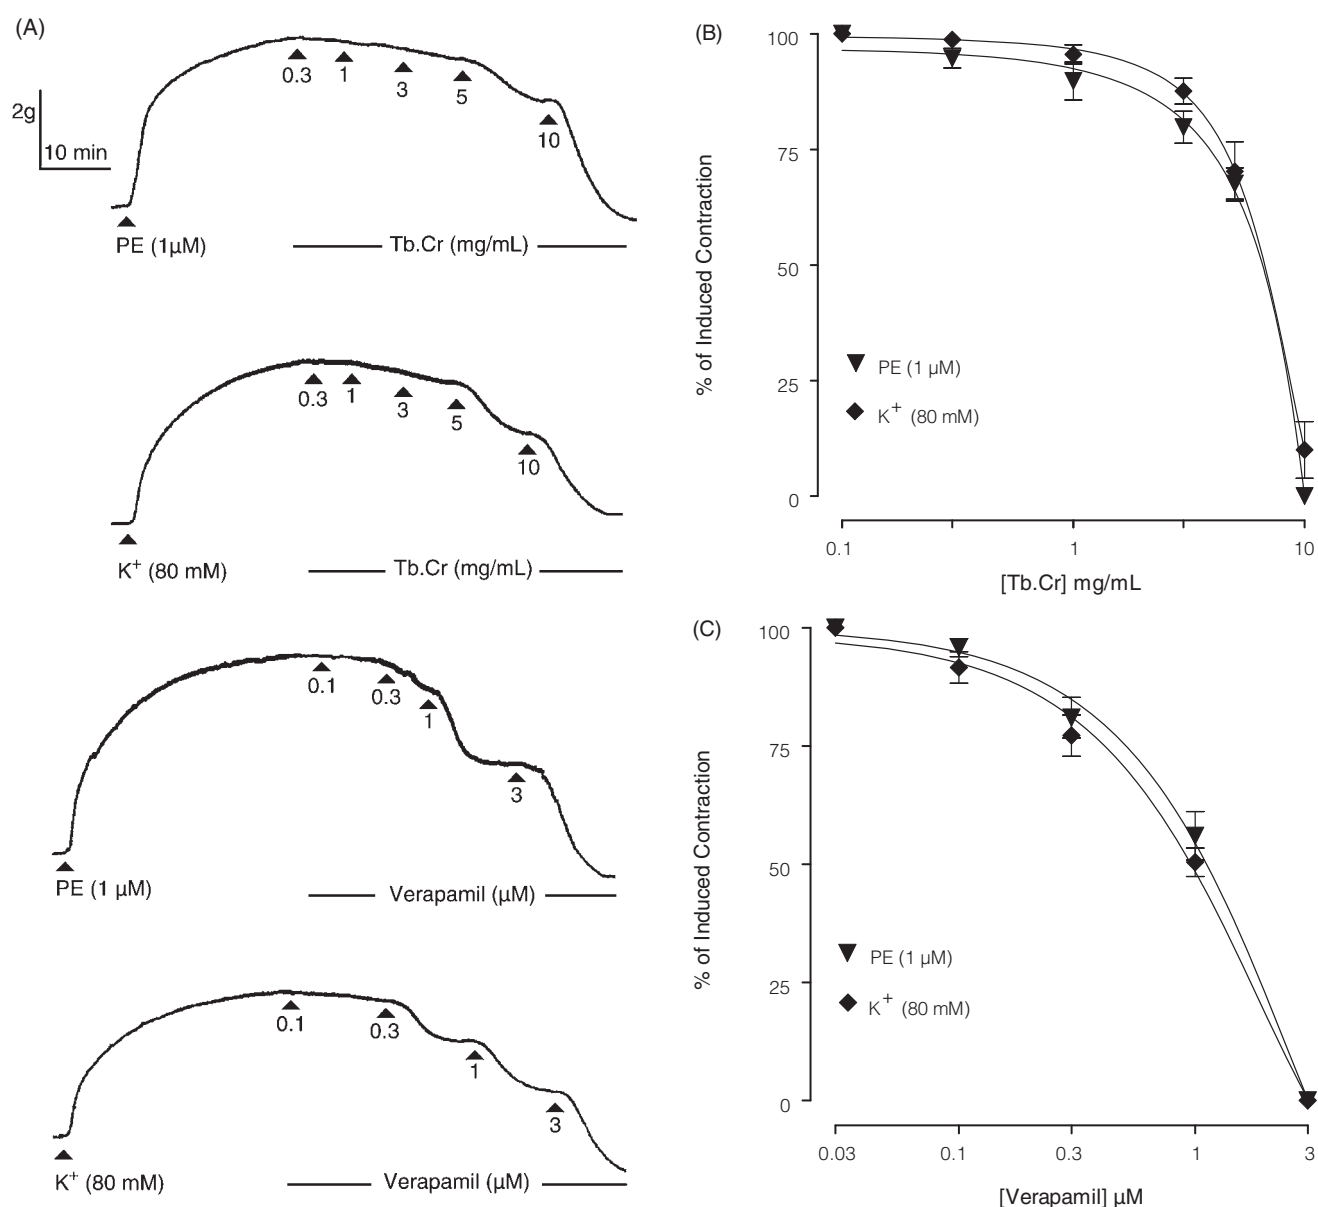 (A)
0.3
1
3
5
10
2g
10 min
PE (1µM)
Tb.Cr (mg/mL)
0.3
1
3
5
10
K+ (80 mM)
Tb.Cr (mg/mL)
0.1
0.3
1
3
PE (1 µM)
Verapamil (µM)
0.1
0.3
1
3
K+ (80 mM)
Verapamil (µM)
(B)
100
75
50
25
0
% of Induced Contraction
PE (1 µM)
K+ (80 mM)
0.1
1
10
[Tb.Cr] mg/mL
(C)
100
75
50
25
0
% of Induced Contraction
PE (1 µM)
K+ (80 mM)
0.03
0.1
0.3
1
3
[Verapamil] µM